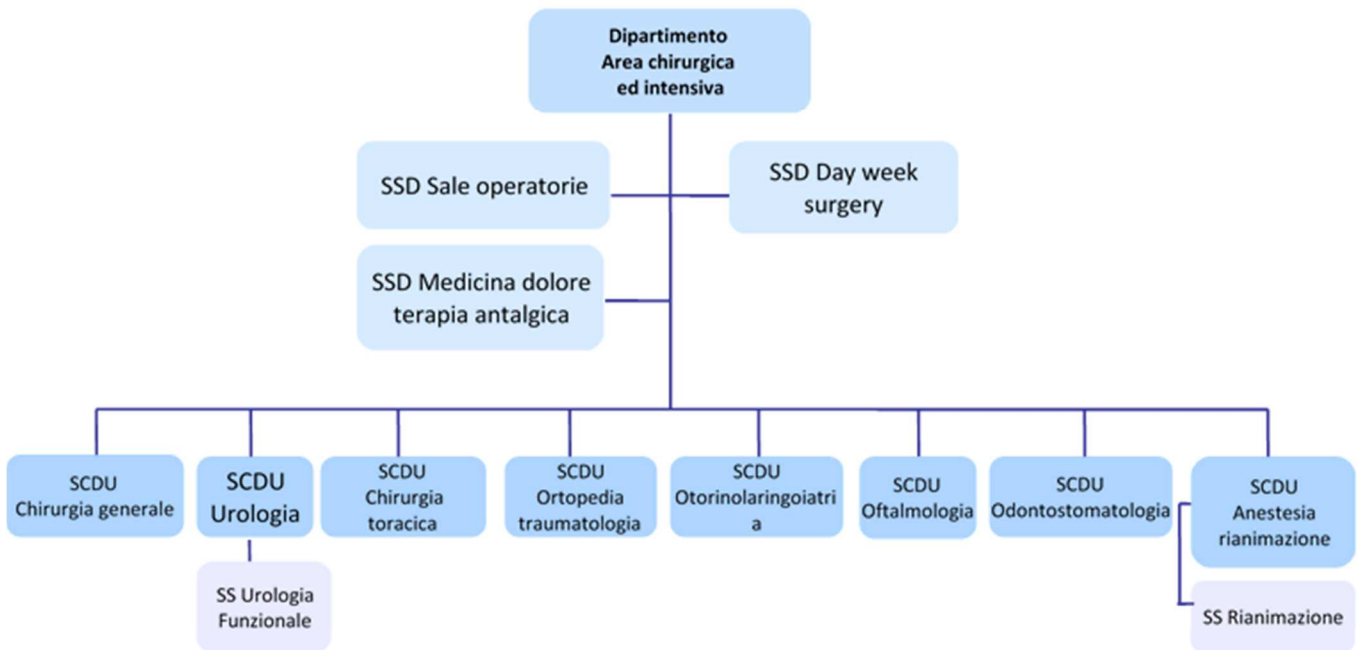 Dipartimento
Area chirurgica
ed intensiva
SSD Sale operatorie
SSD Day week
surgery
SSD Medicina dolore
terapia antalgica
SCDU
Chirurgia generale
SCDU
Urologia
SCDU
Chirurgia
toracica
SCDU
Ortopedia
traumatologia
SCDU
Otorinolaringoiatri
a
SCDU
Oftalmologia
SCDU
Odontostomatologia
SCDU
Anestesia
rianimazione
SS Urologia
Funzionale
SS Rianimazione